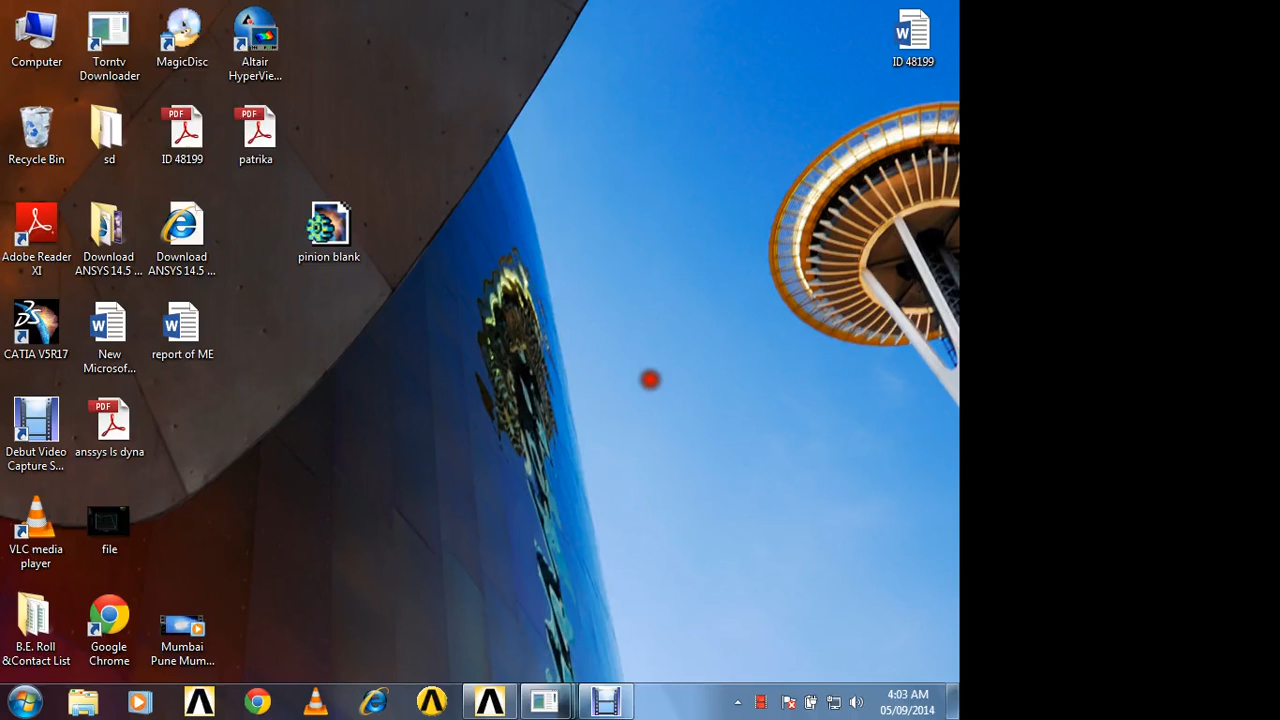 Computer
Torntv
Downloader
MagicDisc
Altair
HyperVie...
W
ID 48199
Recycle Bin
sd
PDF
ID 48199
PDF
patrika
Adobe Reader
XI
Download
ANSYS 14.5 ...
Download
ANSYS 14.5 ...
pinion blank
CATIA V5R17
W
New
Microsof...
W
report of ME
Debut Video
Capture S...
PDF
anssys ls dyna
VLC media
player
file
B.E. Roll
&Contact List
Google
Chrome
Mumbai
Pune Mum...
4:03 AM
05/09/2014